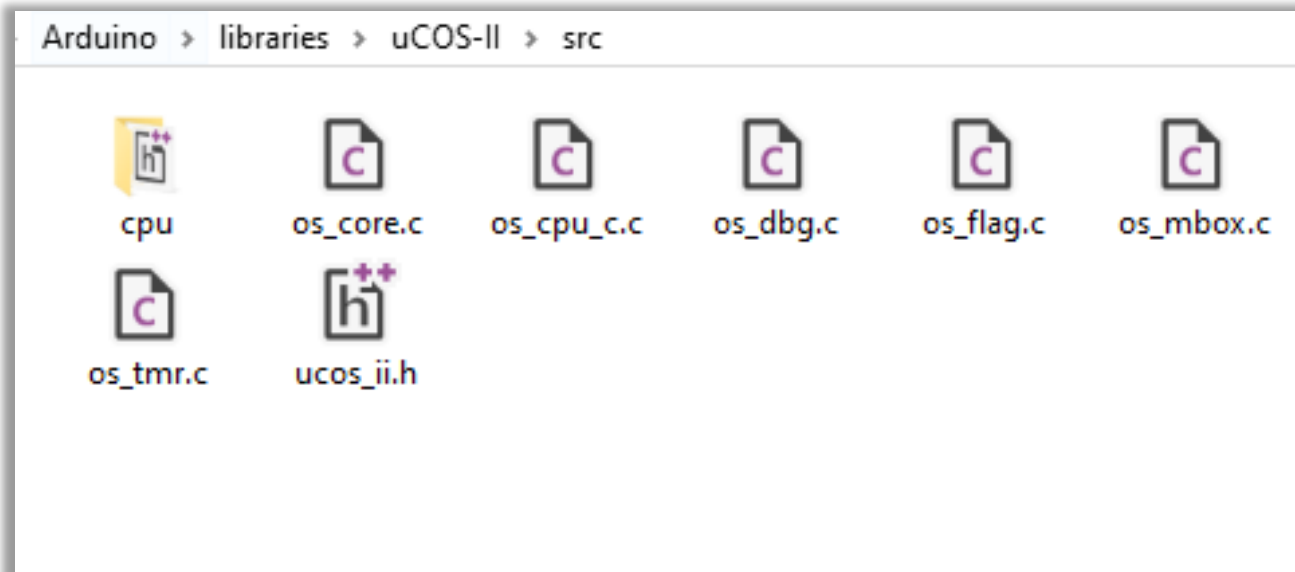 Arduino > libraries > uCOS-II > src
cpu os_core.c os_cpu_c.c os_dbg.c os_flag.c os_mbox.c
os_tmr.c ucos_ii.h